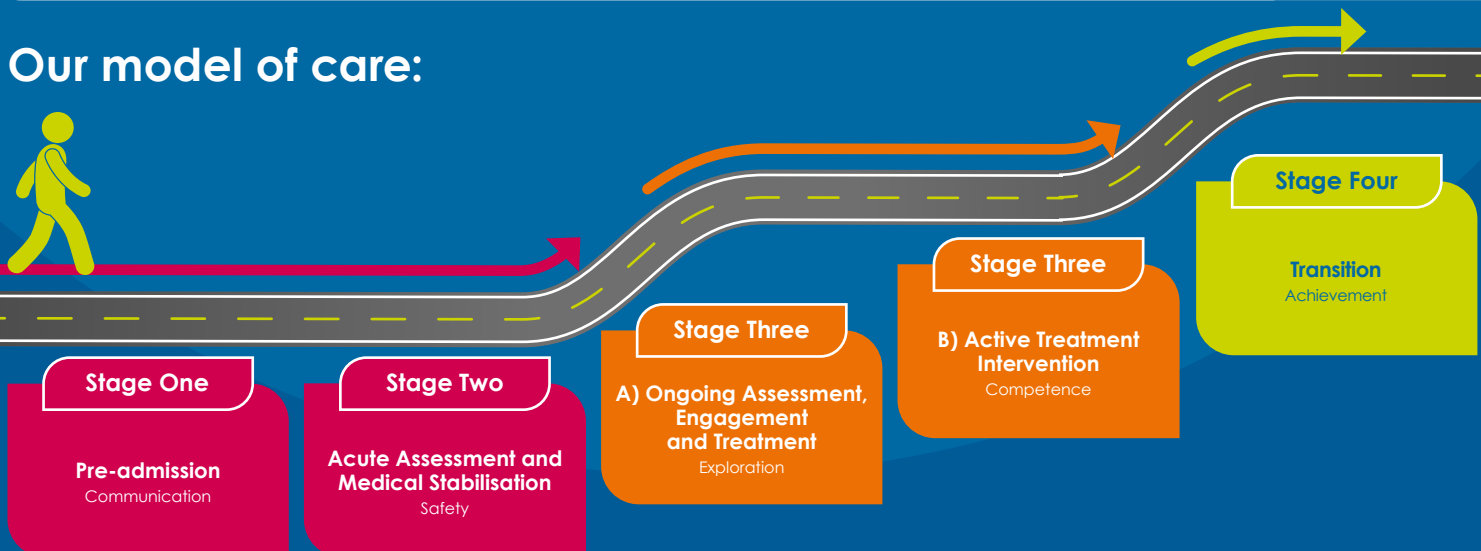 Our model of care:
Stage One
Pre-admission
Communication
Stage Two
Acute Assessment and
Medical Stabilisation
Safety
Stage Three
A) Ongoing Assessment,
Engagement
and Treatment
Exploration
Stage Three
B) Active Treatment
Intervention
Competence
Stage Four
Transition
Achievement